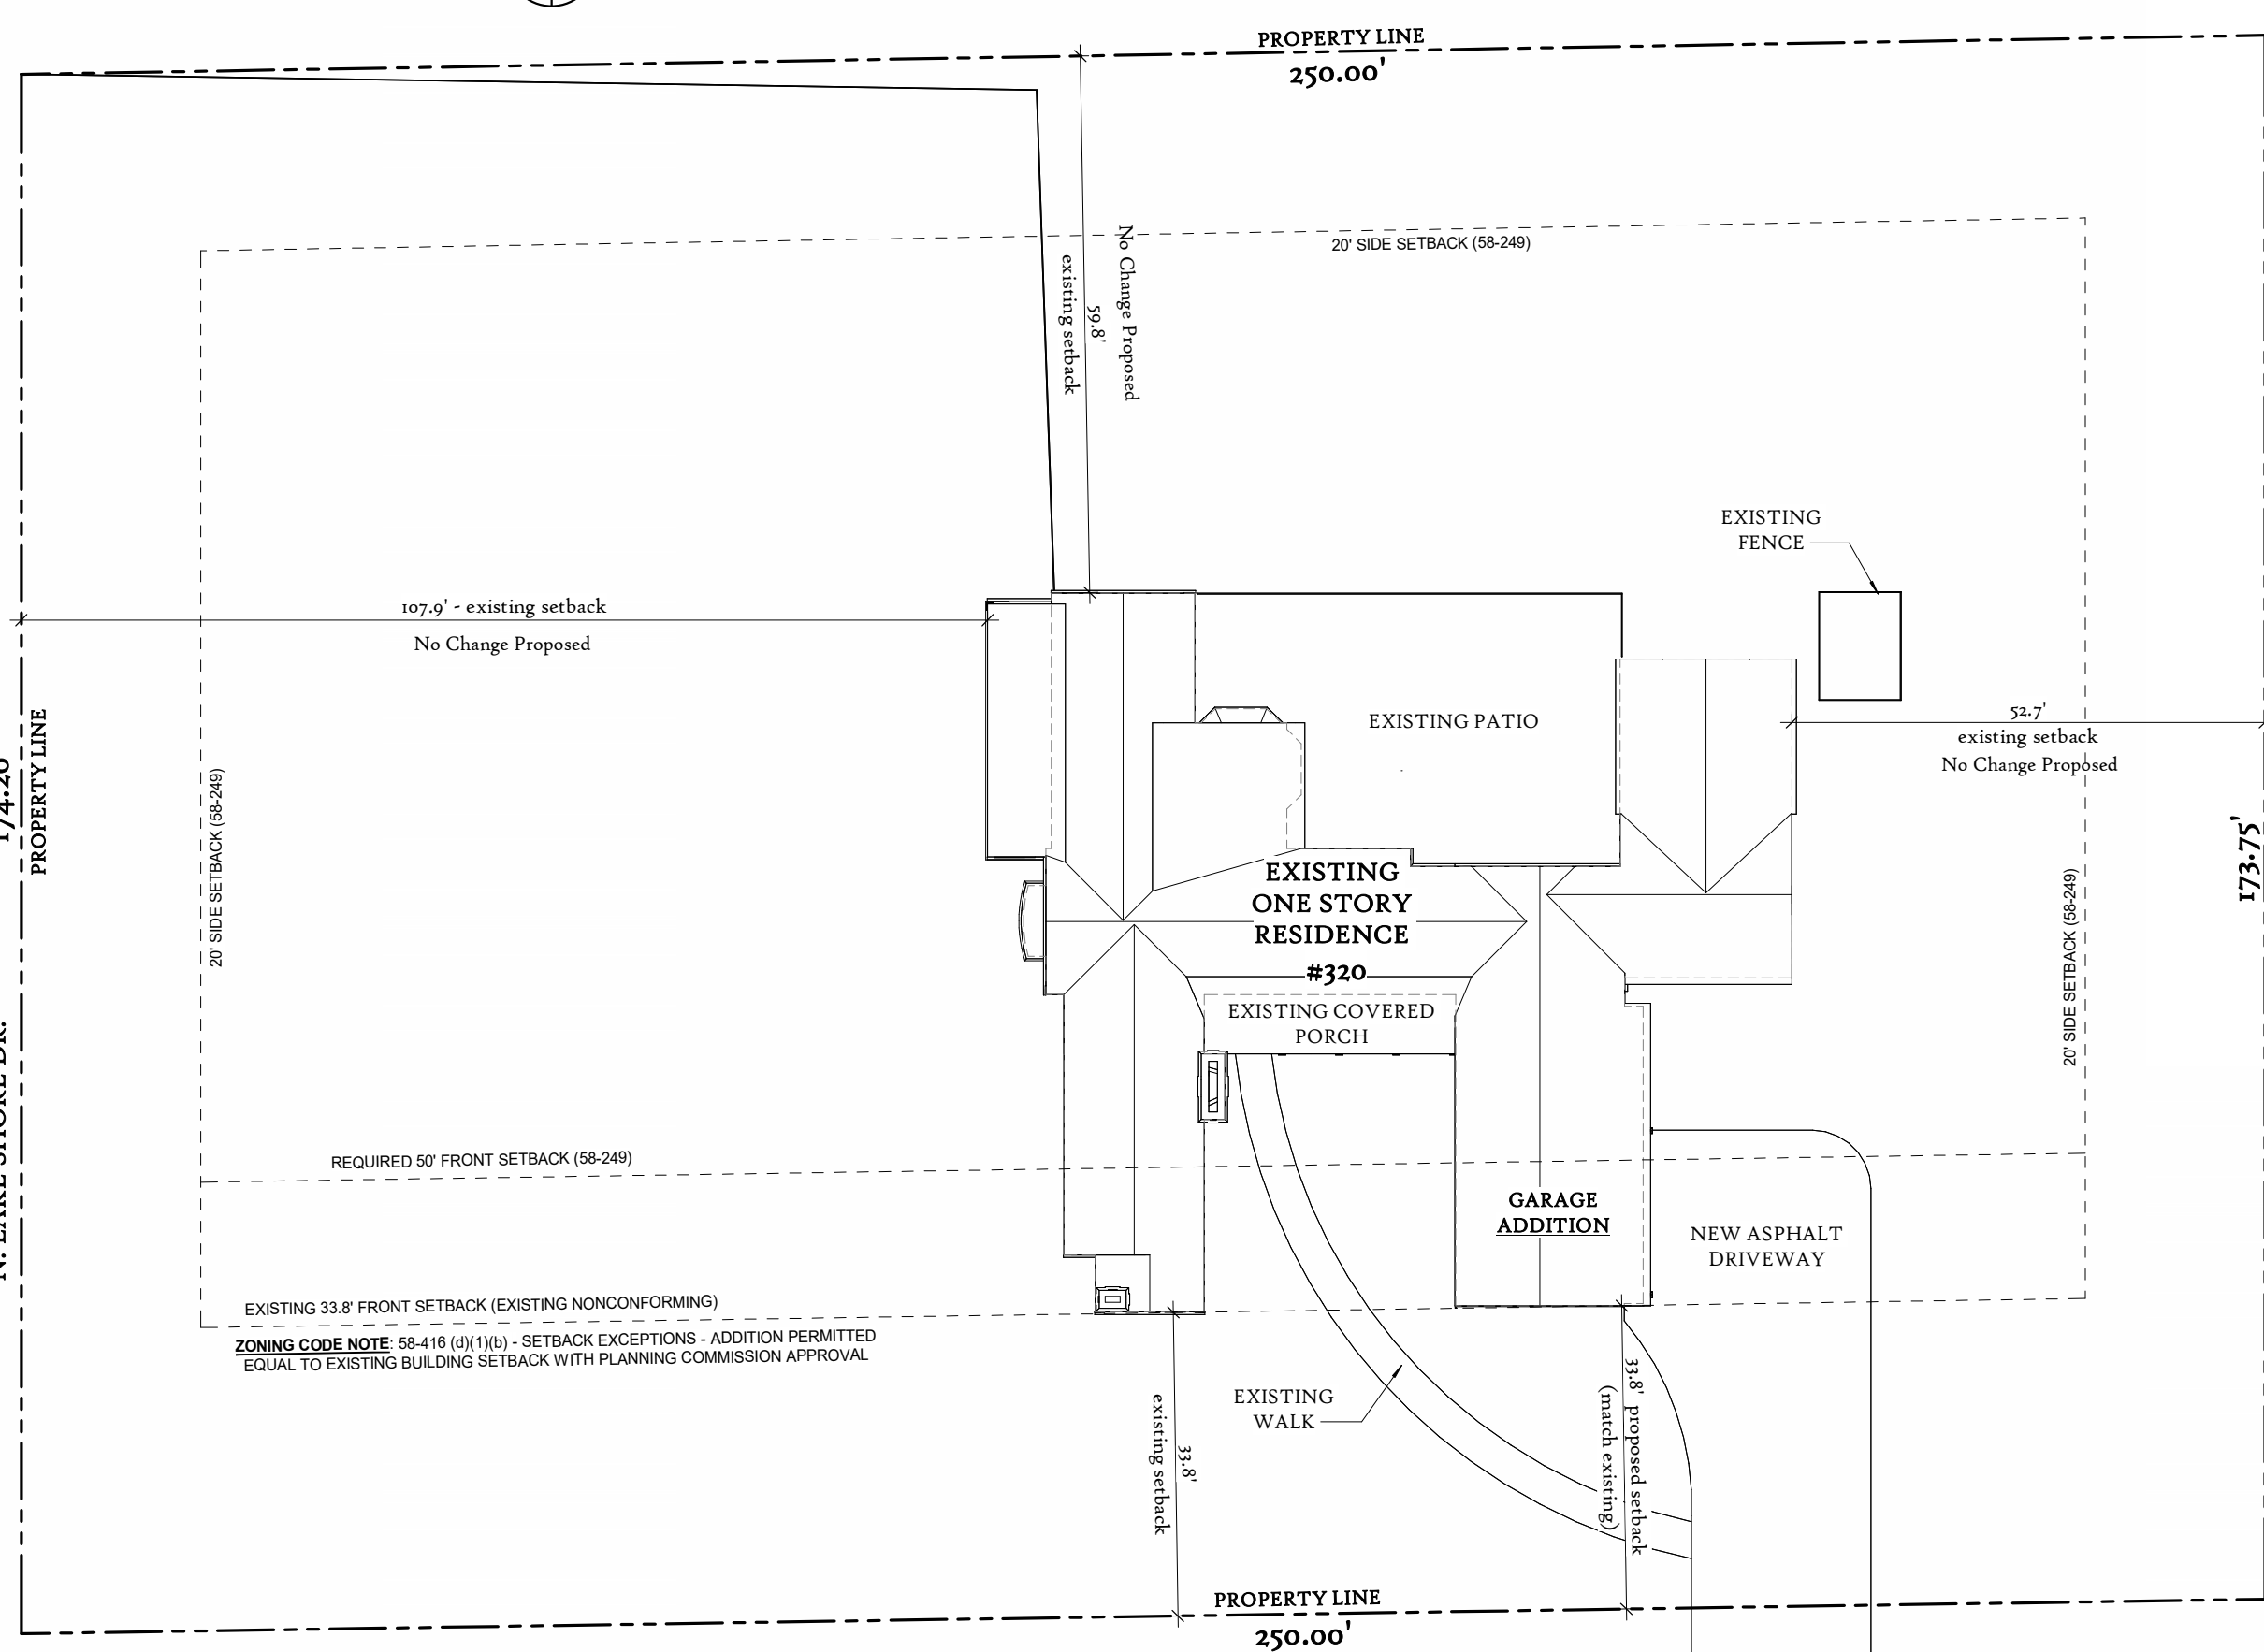 PROPERTY LINE
250.00'
20' SIDE SETBACK (58-249)
No Change Proposed
59.8'
existing setback
EXISTING
FENCE
107.9' - existing setback
No Change Proposed
52.7'
existing setback
No Change Proposed
EXISTING PATIO
PROPERTY LINE
20' SIDE SETBACK (58-249)
173.75'
20' SIDE SETBACK (58-249)
EXISTING
ONE STORY
RESIDENCE
#320
EXISTING COVERED
PORCH
REQUIRED 50' FRONT SETBACK (58-249)
GARAGE
ADDITION
NEW ASPHALT
DRIVEWAY
EXISTING 33.8' FRONT SETBACK (EXISTING NONCONFORMING)
ZONING CODE NOTE: 58-416 (d)(1)(b) - SETBACK EXCEPTIONS - ADDITION PERMITTED
EQUAL TO EXISTING BUILDING SETBACK WITH PLANNING COMMISSION APPROVAL
EXISTING
WALK
33.8'
existing setback
33.8' proposed setback
(match existing)
PROPERTY LINE
250.00'